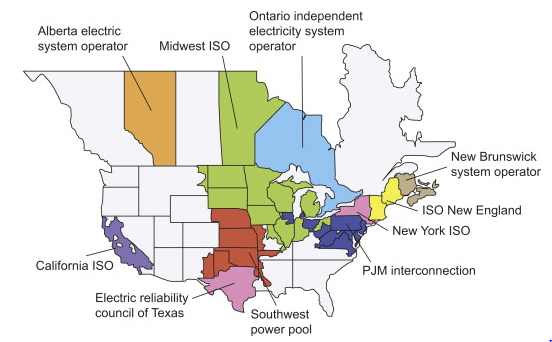 Ontario independent
electricity system
operator
Alberta electric
system operator
Midwest ISO
New Brunswick
system operator
ISO New England
New York ISO
California ISO
PJM interconnection
Electric reliability
council of Texas
Southwest
power pool